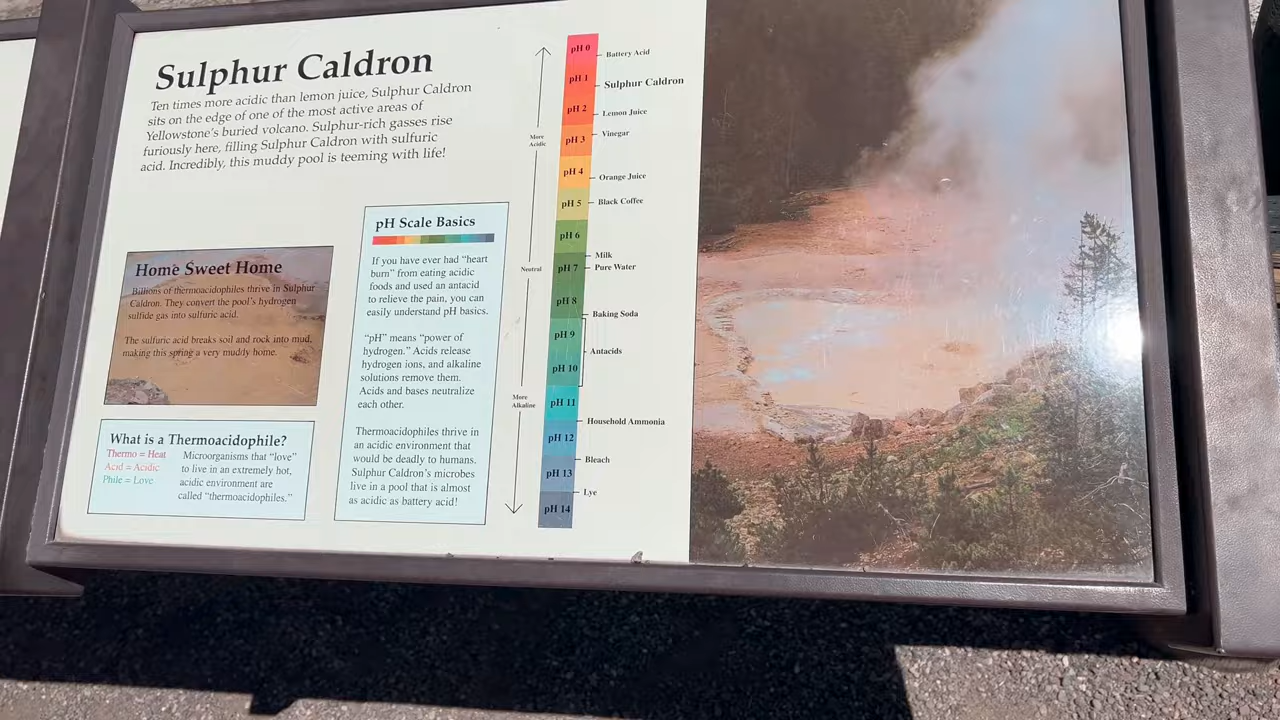 Sulphur Caldron
Ten times more acidic than lemon juice, Sulphur Caldron
sits on the edge of one of the most active areas of
Yellowstone's buried volcano. Sulphur-rich gasses rise
furiously here, filling Sulphur Caldron with sulfuric
acid. Incredibly, this muddy pool is teeming with life!
Home Sweet Home
Billions of thermoacidophiles thrive in Sulphur
Caldron. They convert the pool's hydrogen
sulfide gas into sulfuric acid.
The sulfuric acid breaks soil and rock into mud,
making this spring a very muddy home.
What is a Thermoacidophile?
Thermo = Heat
Acid = Acidic
Phile = Love
Microorganisms that "love"
to live in an extremely hot,
acidic environment are
called "thermoacidophiles."
pH Scale Basics
If you have ever had "heart
burn" from eating acidic
foods and used an antacid
to relieve the pain, you can
easily understand pH basics.
"pH" means "power of
hydrogen." Acids release
hydrogen ions, and alkaline
solutions remove them.
Acids and bases neutralize
each other.
Thermoacidophiles thrive in
an acidic environment that
would be deadly to humans.
Sulphur Caldron's microbes
live in a pool that is almost
as acidic as battery acid!
More
Acidic
Neutral
More
Alkaline
pH 0
Battery Acid
pH 1
Sulphur Caldron
pH 2
Lemon Juice
pH 3
Vinegar
pH 4
Orange Juice
pH 5
Black Coffee
pH 6
Milk
pH 7
Pure Water
pH 8
Baking Soda
pH 9
Antacids
pH 10
pH 11
Household Ammonia
pH 12
Bleach
pH 13
Lye
pH 14